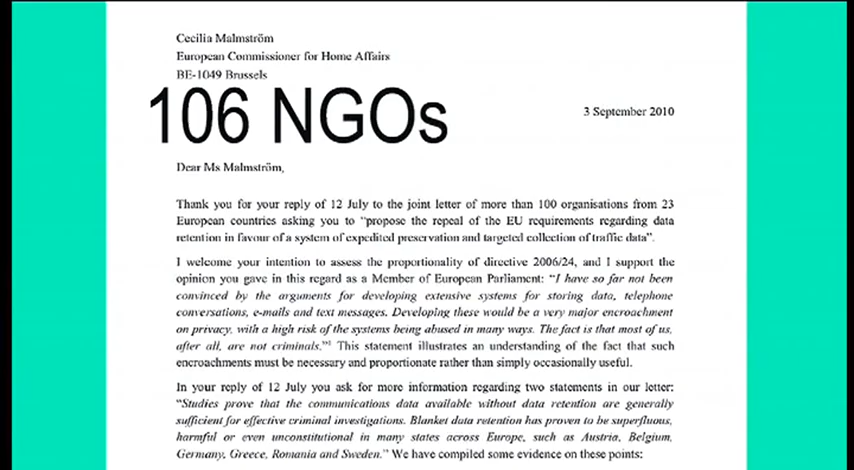 Cecilia Malmström
European Commissioner for Home Affairs
BE-1049 Brussels
106 NGOs
3 September 2010
Dear Ms Malmström,
Thank you for your reply of 12 July to the joint letter of more than 100 organisations from 23
European countries asking you to “propose the repeal of the EU requirements regarding data
retention in favour of a system of expedited preservation and targeted collection of traffic data”.
I welcome your intention to assess the proportionality of directive 2006/24, and I support the
opinion you gave in this regard as a Member of European Parliament: “I have so far not been
convinced by the arguments for developing extensive systems for storing data, telephone
conversations, e-mails and text messages. Developing these would be a very major encroachment
on privacy, with a high risk of the systems being abused in many ways. The fact is that most of us,
after all, are not criminals.”1 This statement illustrates an understanding of the fact that such
encroachments must be necessary and proportionate rather than simply occasionally useful.
In your reply of 12 July you ask for more information regarding two statements in our letter:
“Studies prove that the communications data available without data retention are generally
sufficient for effective criminal investigations. Blanket data retention has proven to be superfluous,
harmful or even unconstitutional in many states across Europe, such as Austria, Belgium,
Germany, Greece, Romania and Sweden.” We have compiled some evidence on these points: